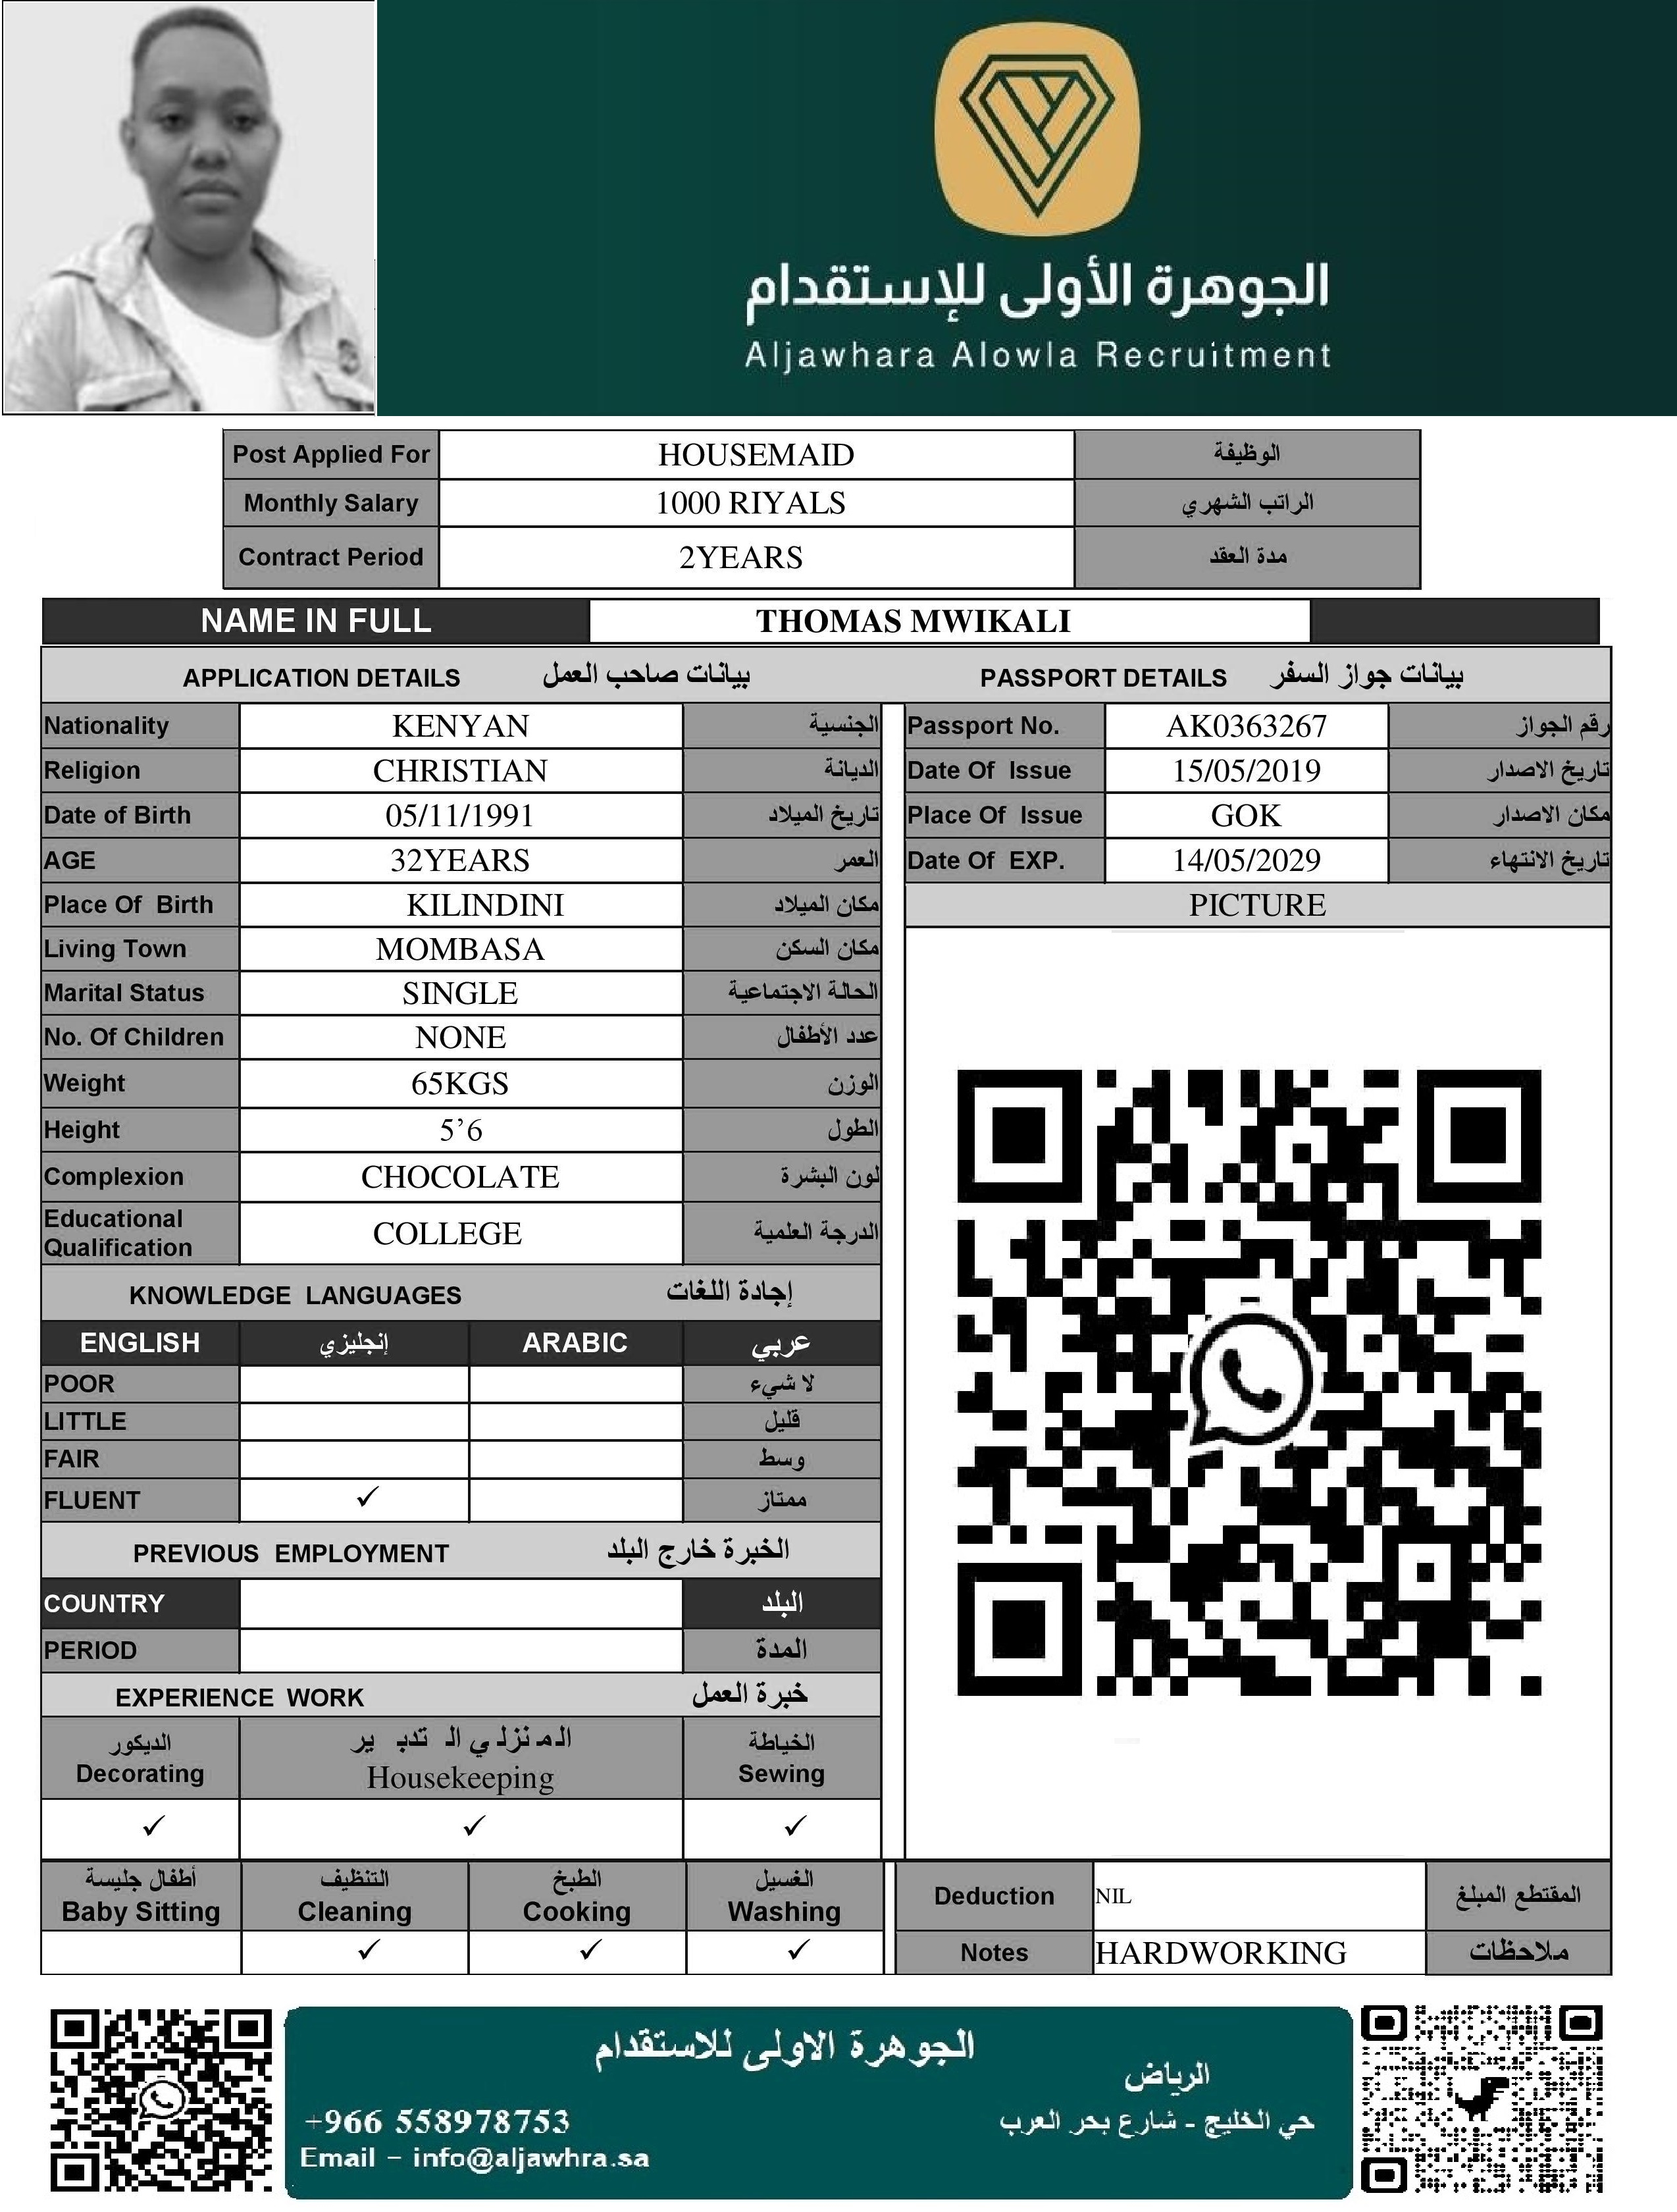 الجوهرة الأولى للإستقدام
Aljawhara Alowla Recruitment
Post Applied For HOUSEMAID الوظيفة
Monthly Salary 1000 RIYALS الراتب الشهري
Contract Period 2YEARS مدة العقد
NAME IN FULL THOMAS MWIKALI
APPLICATION DETAILS بيانات صاحب العمل
Nationality KENYAN الجنسية
Religion CHRISTIAN الديانة
Date of Birth 05/11/1991 تاريخ الميلاد
AGE 32YEARS العمر
Place Of Birth KILINDINI مكان الميلاد
Living Town MOMBASA مكان السكن
Marital Status SINGLE الحالة الاجتماعية
No. Of Children NONE عدد الأطفال
Weight 65KGS الوزن
Height 5’6 الطول
Complexion CHOCOLATE لون البشرة
Educational
Qualification COLLEGE الدرجة العلمية
KNOWLEDGE LANGUAGES إجادة اللغات
ENGLISH إنجليزي ARABIC عربي
POOR لا شيء
LITTLE قليل
FAIR وسط
FLUENT ✓ ممتاز
PREVIOUS EMPLOYMENT الخبرة خارج البلد
COUNTRY البلد
PERIOD المدة
EXPERIENCE WORK خبرة العمل
الديكور المنزلي الـ تدبـ ير الخياطة
Decorating Housekeeping Sewing
✓ ✓ ✓
أطفال جليسة التنظيف الطبخ الغسيل
Baby Sitting Cleaning Cooking Washing
✓ ✓ ✓
PASSPORT DETAILS بيانات جواز السفر
Passport No. AK0363267 رقم الجواز
Date Of Issue 15/05/2019 تاريخ الاصدار
Place Of Issue GOK مكان الاصدار
Date Of EXP. 14/05/2029 تاريخ الانتهاء
PICTURE
Deduction NIL المقتطع المبلغ
Notes HARDWORKING ملاحظات
الجوهرة الاولى للاستقدام
الرياض
حي الخليج - شارع بحر العرب
+966 558978753
Email – info@aljawhra.sa